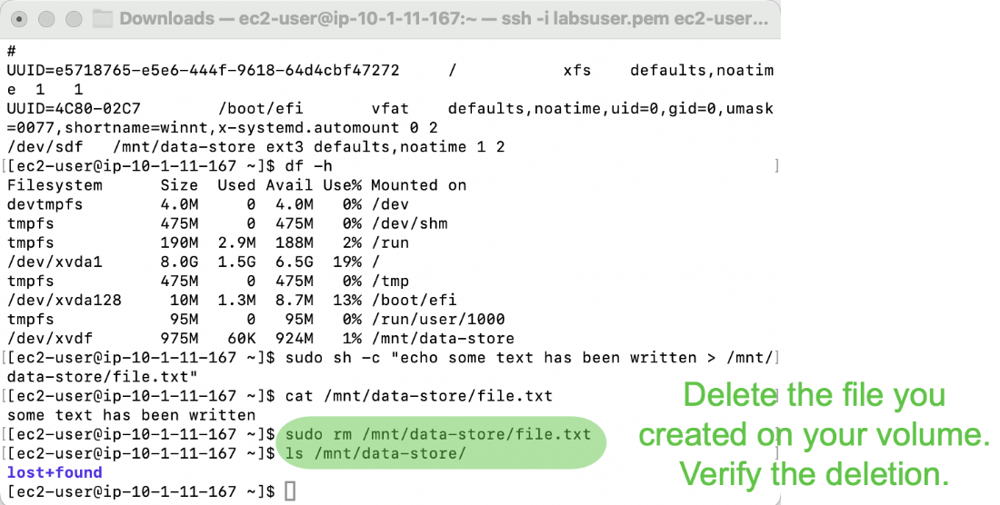 Downloads — ec2-user@ip-10-1-11-167:~ — ssh -i labsuser.pem ec2-user...
#
UUID=e5718765-e5e6-444f-9618-64d4cbf47272     /           xfs    defaults,noatim
e  1   1
UUID=4C80-02C7        /boot/efi       vfat    defaults,noatime,uid=0,gid=0,umask
=0077,shortname=winnt,x-systemd.automount 0 2
/dev/sdf   /mnt/data-store ext3 defaults,noatime 1 2
[[ec2-user@ip-10-1-11-167 ~]$ df -h                                              ]
Filesystem      Size  Used Avail Use% Mounted on
devtmpfs        4.0M     0  4.0M   0% /dev
tmpfs           475M     0  475M   0% /dev/shm
tmpfs           190M  2.9M  188M   2% /run
/dev/xvda1      8.0G  1.5G  6.5G  19% /
tmpfs           475M     0  475M   0% /tmp
/dev/xvda128     10M  1.3M  8.7M  13% /boot/efi
tmpfs            95M     0   95M   0% /run/user/1000
/dev/xvdf       975M   60K  924M   1% /mnt/data-store
[[ec2-user@ip-10-1-11-167 ~]$ sudo sh -c "echo some text has been written > /mnt/]
data-store/file.txt"
[[ec2-user@ip-10-1-11-167 ~]$ cat /mnt/data-store/file.txt
some text has been written
[[ec2-user@ip-10-1-11-167 ~]$ sudo rm /mnt/data-store/file.txt
[[ec2-user@ip-10-1-11-167 ~]$ ls /mnt/data-store/
lost+found
[ec2-user@ip-10-1-11-167 ~]$
Delete the file you
created on your volume.
Verify the deletion.